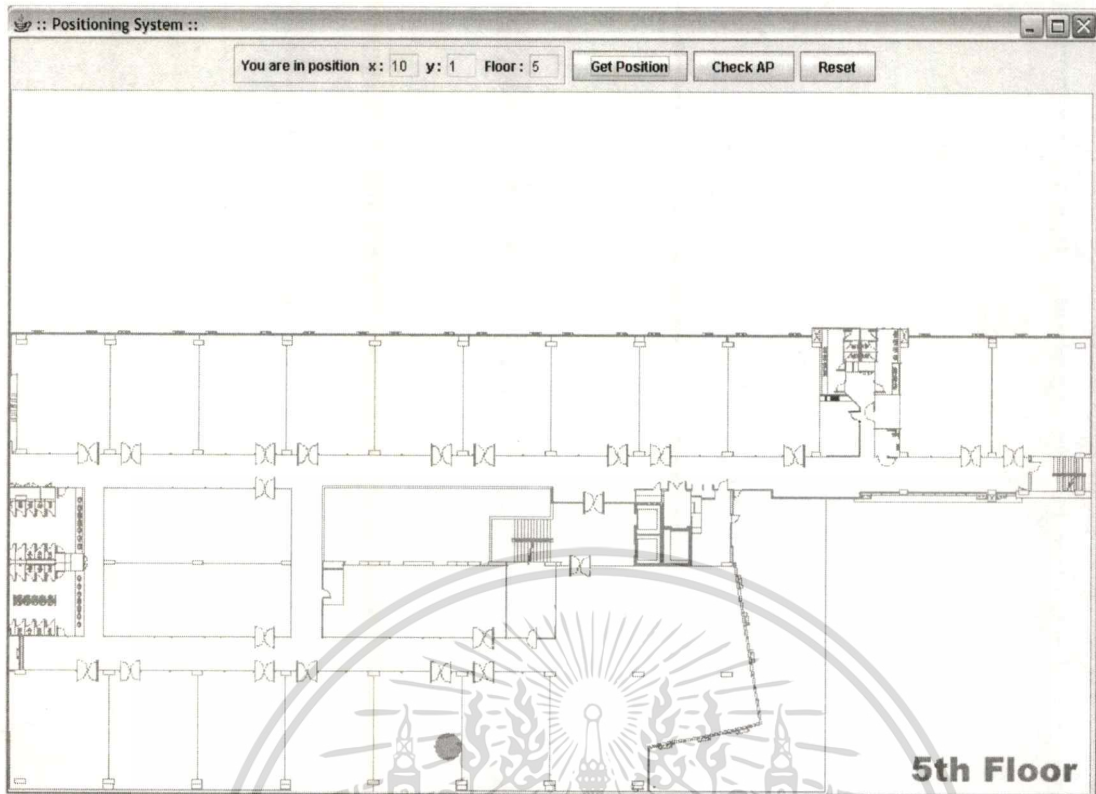 :: Positioning System ::
You are in position x: 10 y: 1 Floor: 5 Get Position Check AP Reset
5th Floor